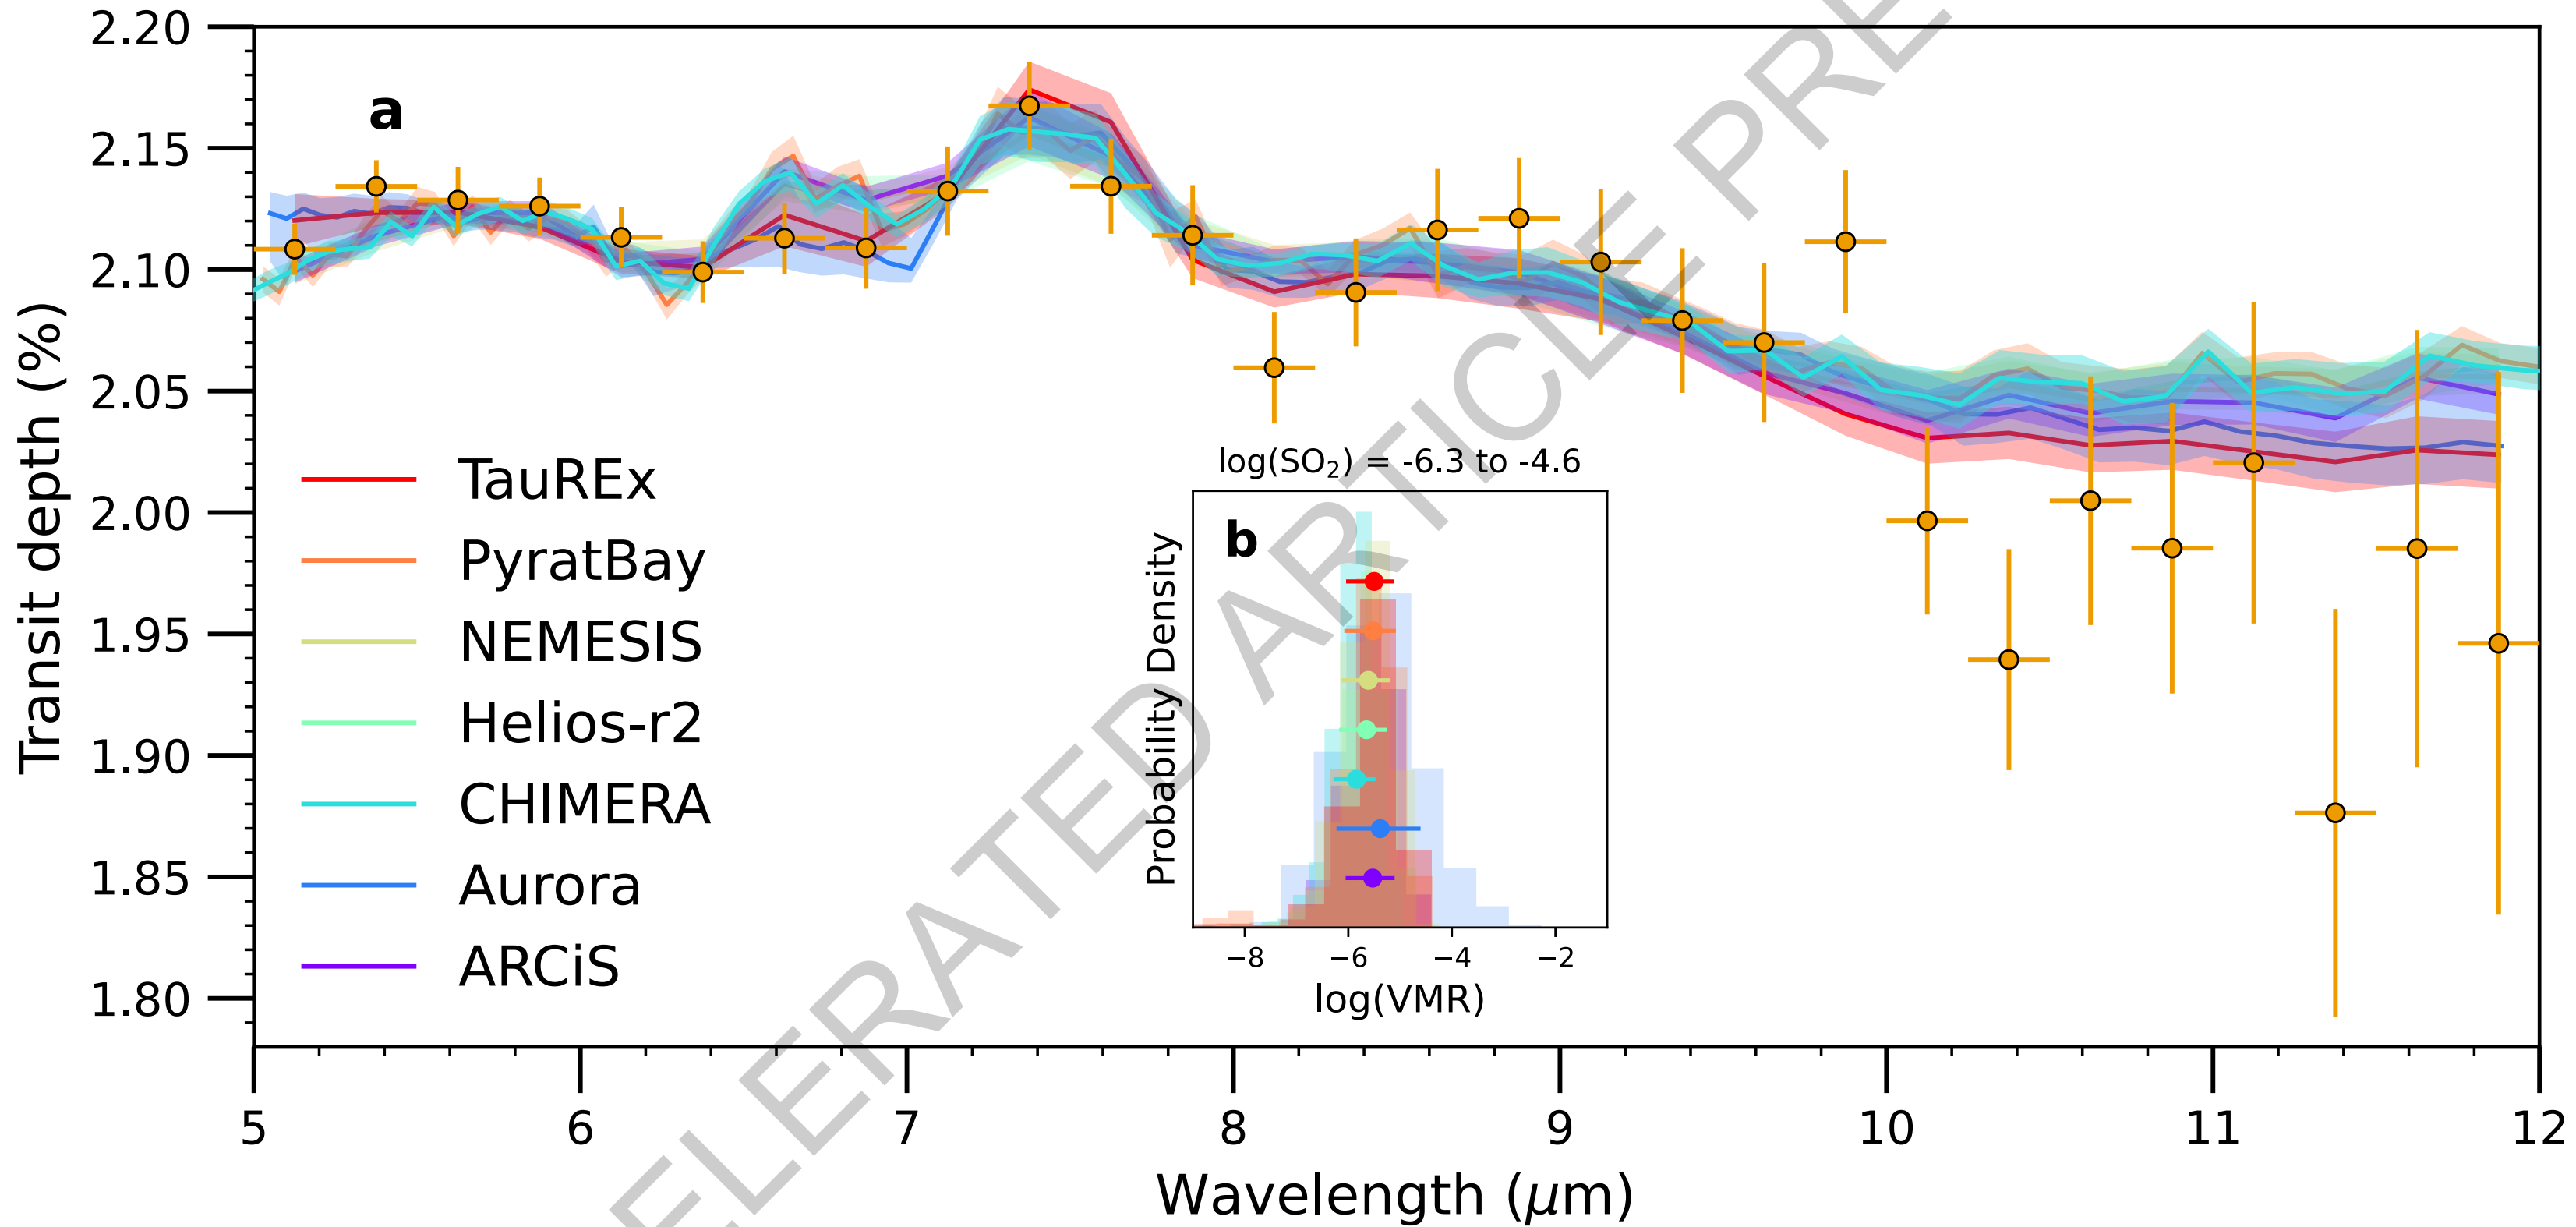 2.20
2.15
2.10
2.05
2.00
1.95
1.90
1.85
1.80
Transit depth (%)
a
TauREx
PyratBay
NEMESIS
Helios-r2
CHIMERA
Aurora
ARCiS
log(SO₂) = -6.3 to -4.6
b
Probability Density
−8 −6 −4 −2
log(VMR)
5 6 7 8 9 10 11 12
Wavelength (μm)
ELERATED ARTICLE PRE